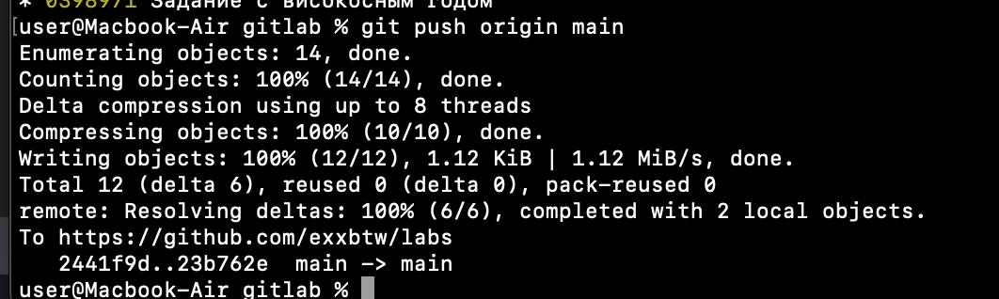 * 0398971 Задание с високосным годом
[user@Macbook-Air gitlab % git push origin main
Enumerating objects: 14, done.
Counting objects: 100% (14/14), done.
Delta compression using up to 8 threads
Compressing objects: 100% (10/10), done.
Writing objects: 100% (12/12), 1.12 KiB | 1.12 MiB/s, done.
Total 12 (delta 6), reused 0 (delta 0), pack-reused 0
remote: Resolving deltas: 100% (6/6), completed with 2 local objects.
To https://github.com/exxbtw/labs
   2441f9d..23b762e  main -> main
user@Macbook-Air gitlab %